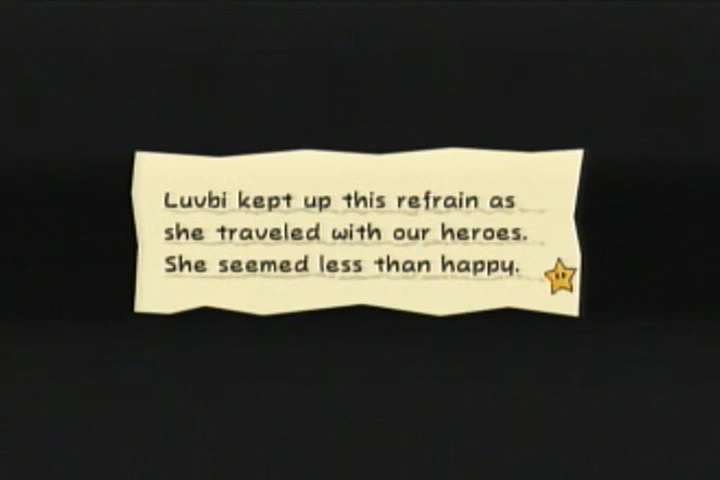 Luvbi kept up this refrain as
she traveled with our heroes.
She seemed less than happy.